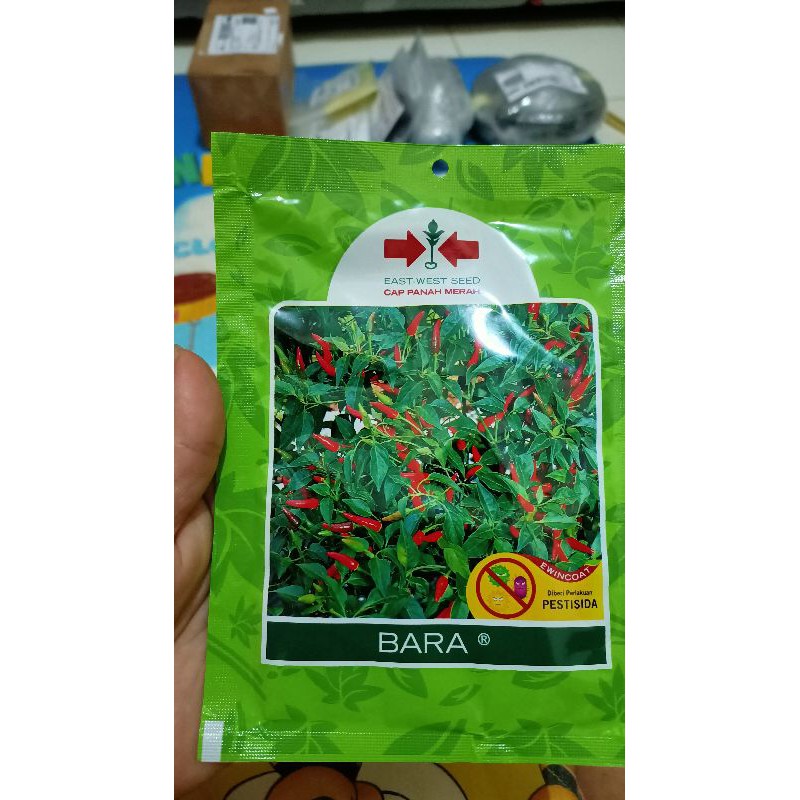 EAST-WEST SEED
CAP PANAH MERAH
EWINCOAT
Diberi Perlakuan
PESTISIDA
BARA ®